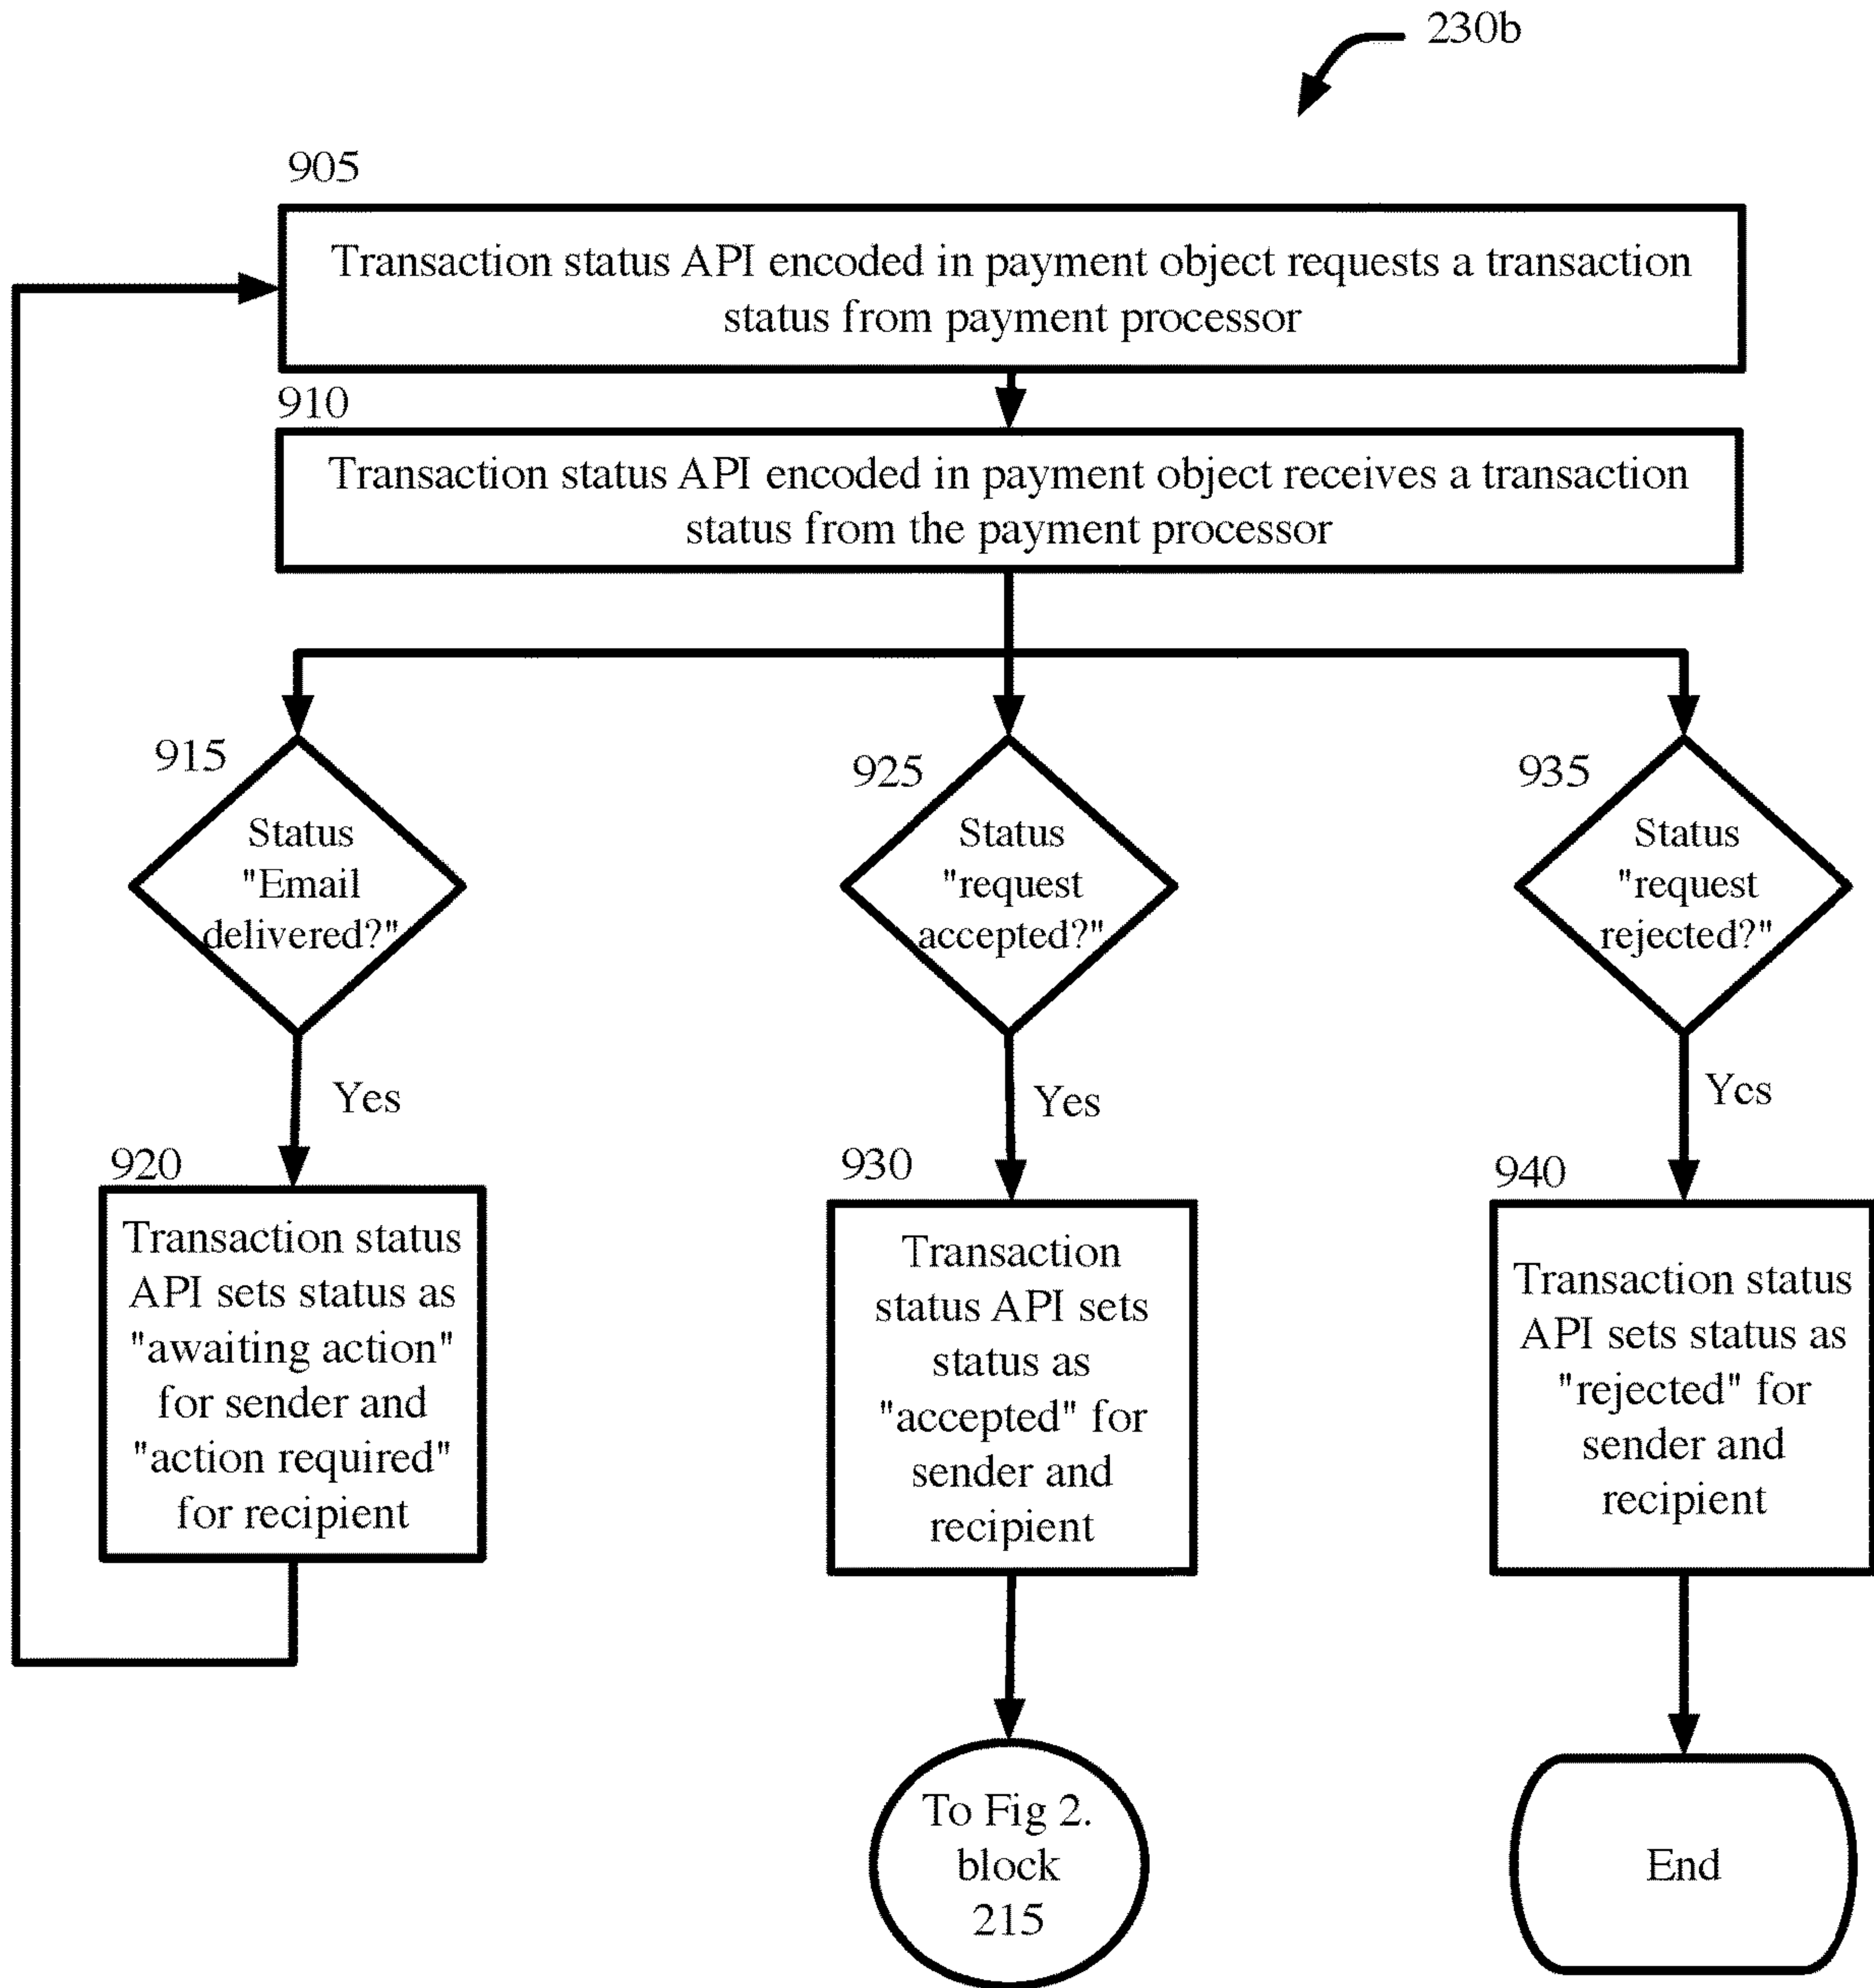 230b
905
Transaction status API encoded in payment object requests a transaction
status from payment processor
910
Transaction status API encoded in payment object receives a transaction
status from the payment processor
915
Status
"Email
delivered?"
925
Status
"request
accepted?"
935
Status
"request
rejected?"
Yes
Yes
Yes
920
Transaction status
API sets status as
"awaiting action"
for sender and
"action required"
for recipient
930
Transaction
status API sets
status as
"accepted" for
sender and
recipient
940
Transaction status
API sets status as
"rejected" for
sender and
recipient
To Fig 2.
block
215
End